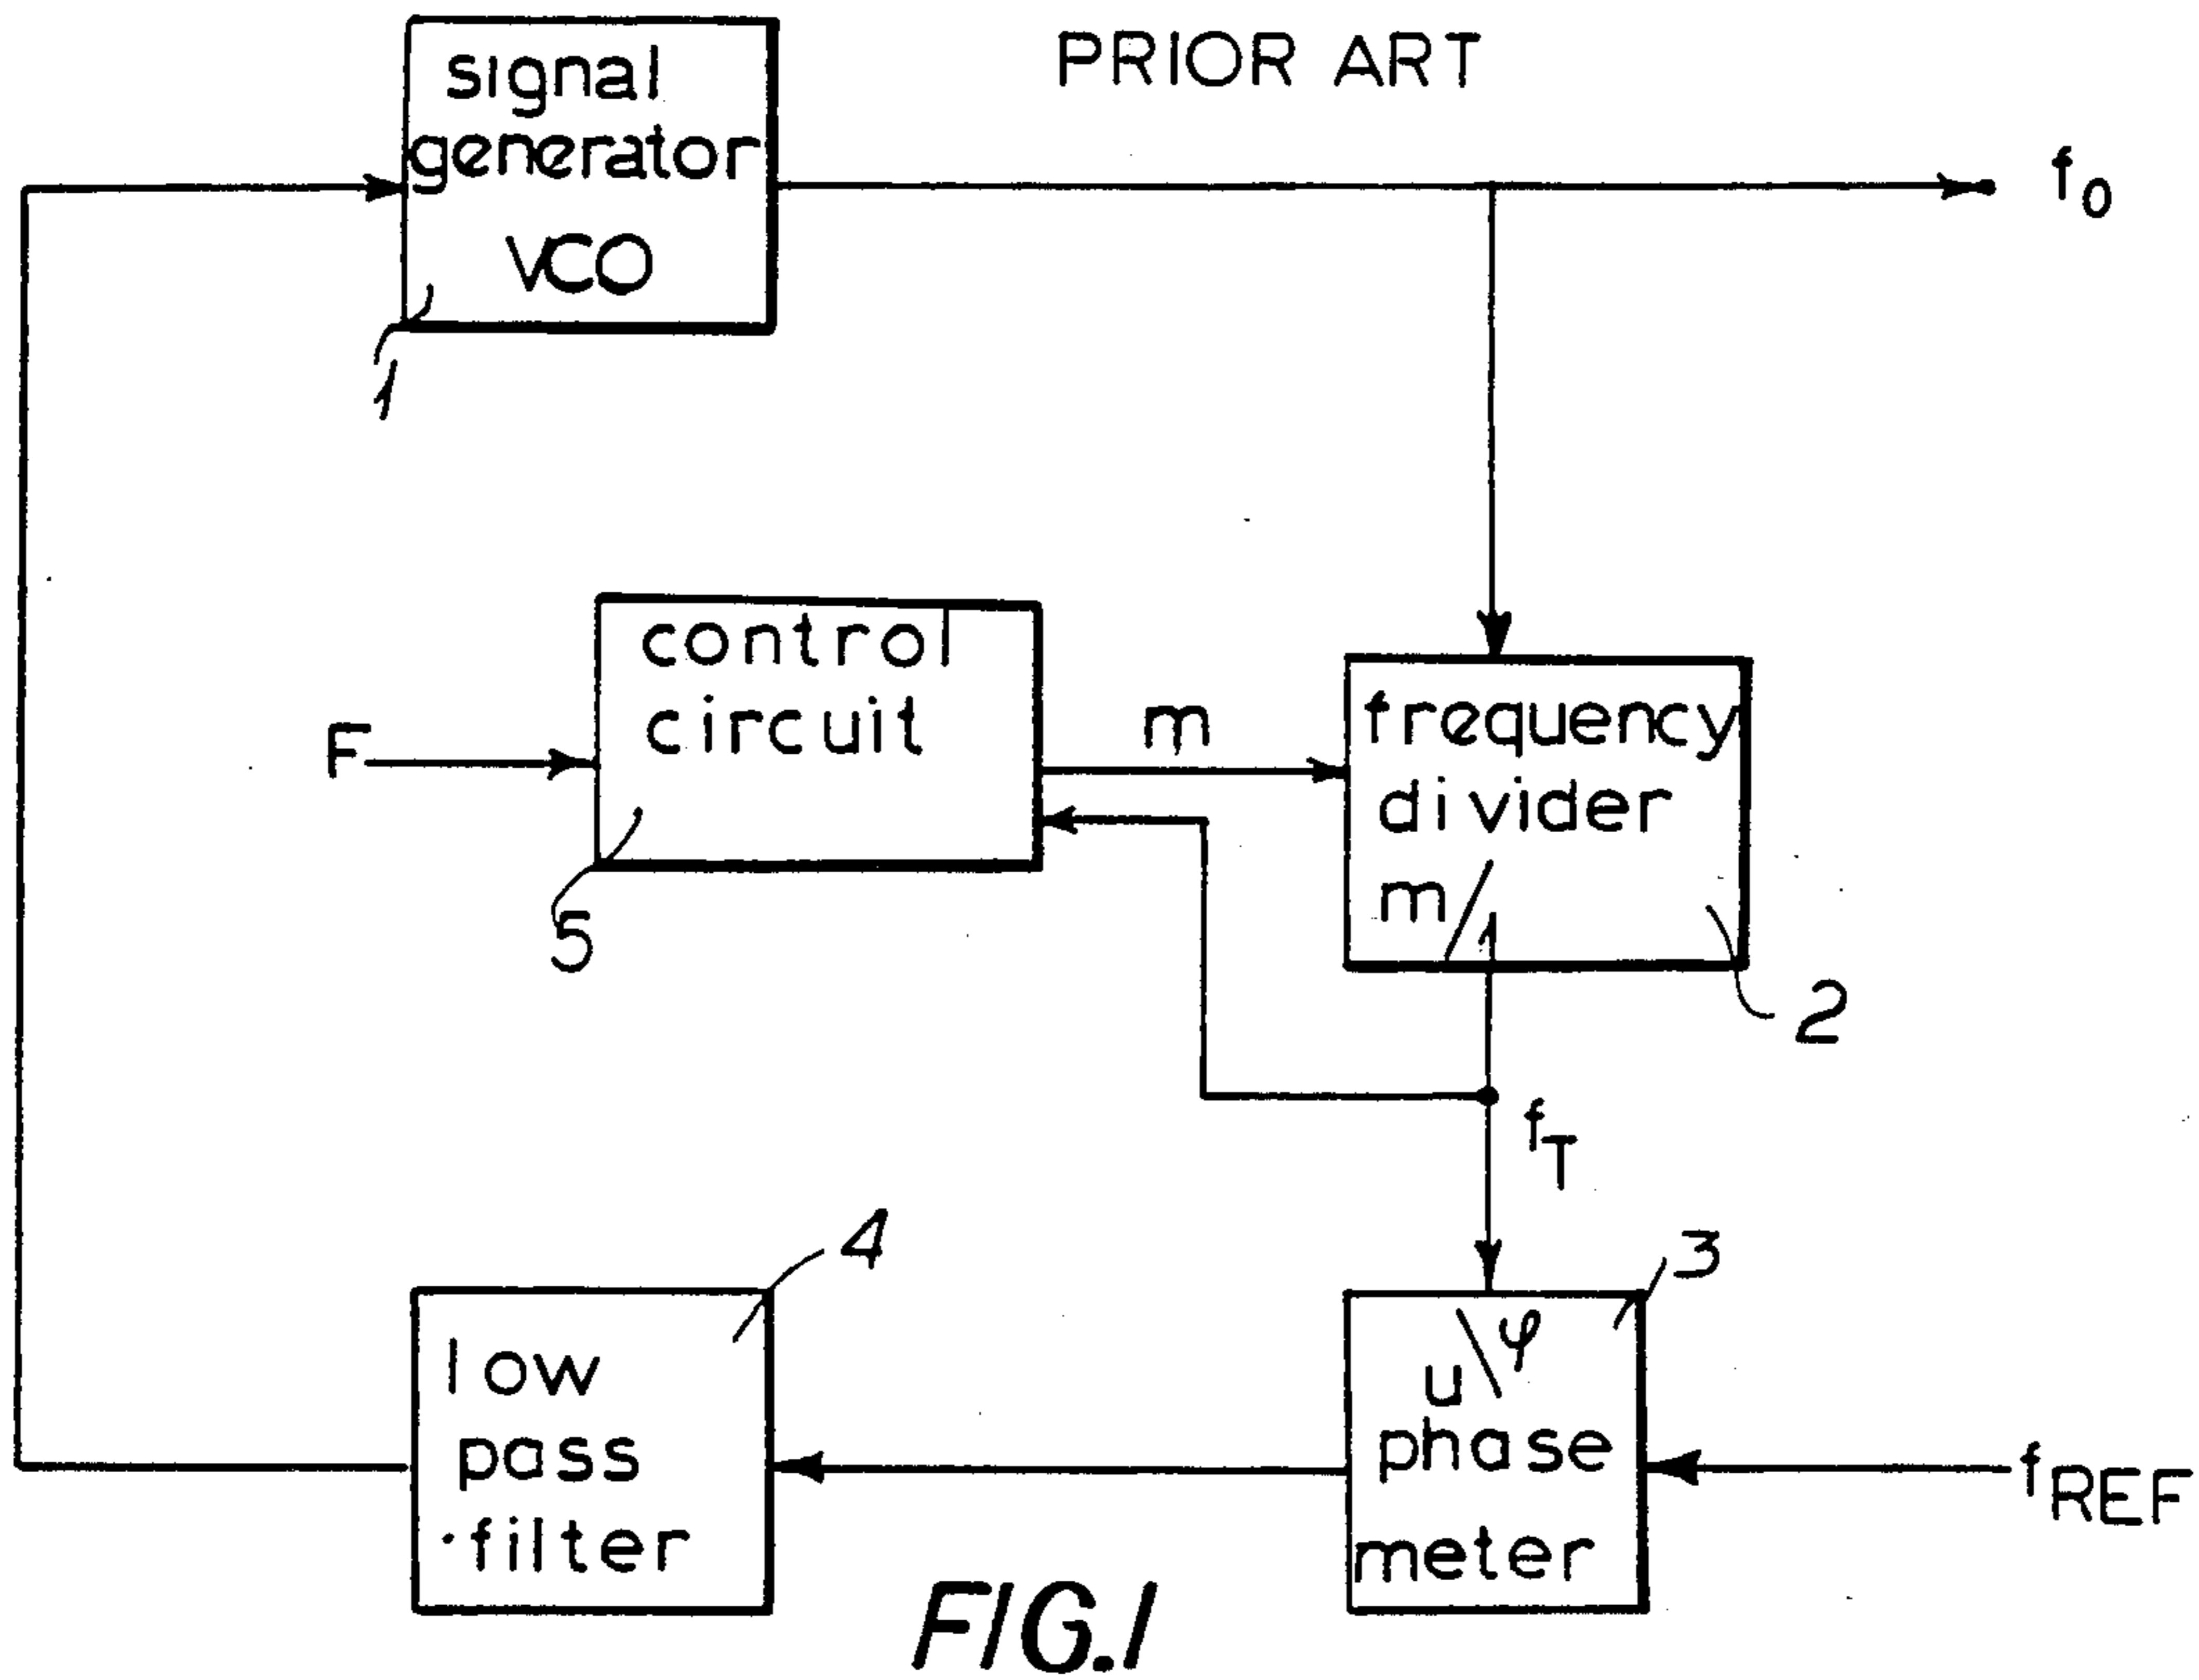 PRIOR ART
signal
generator
VCO
1
f0
control
circuit
5
F
m
frequency
divider
m/1
2
fT
4
low
pass
filter
3
u\φ
phase
meter
fREF
FIG.1